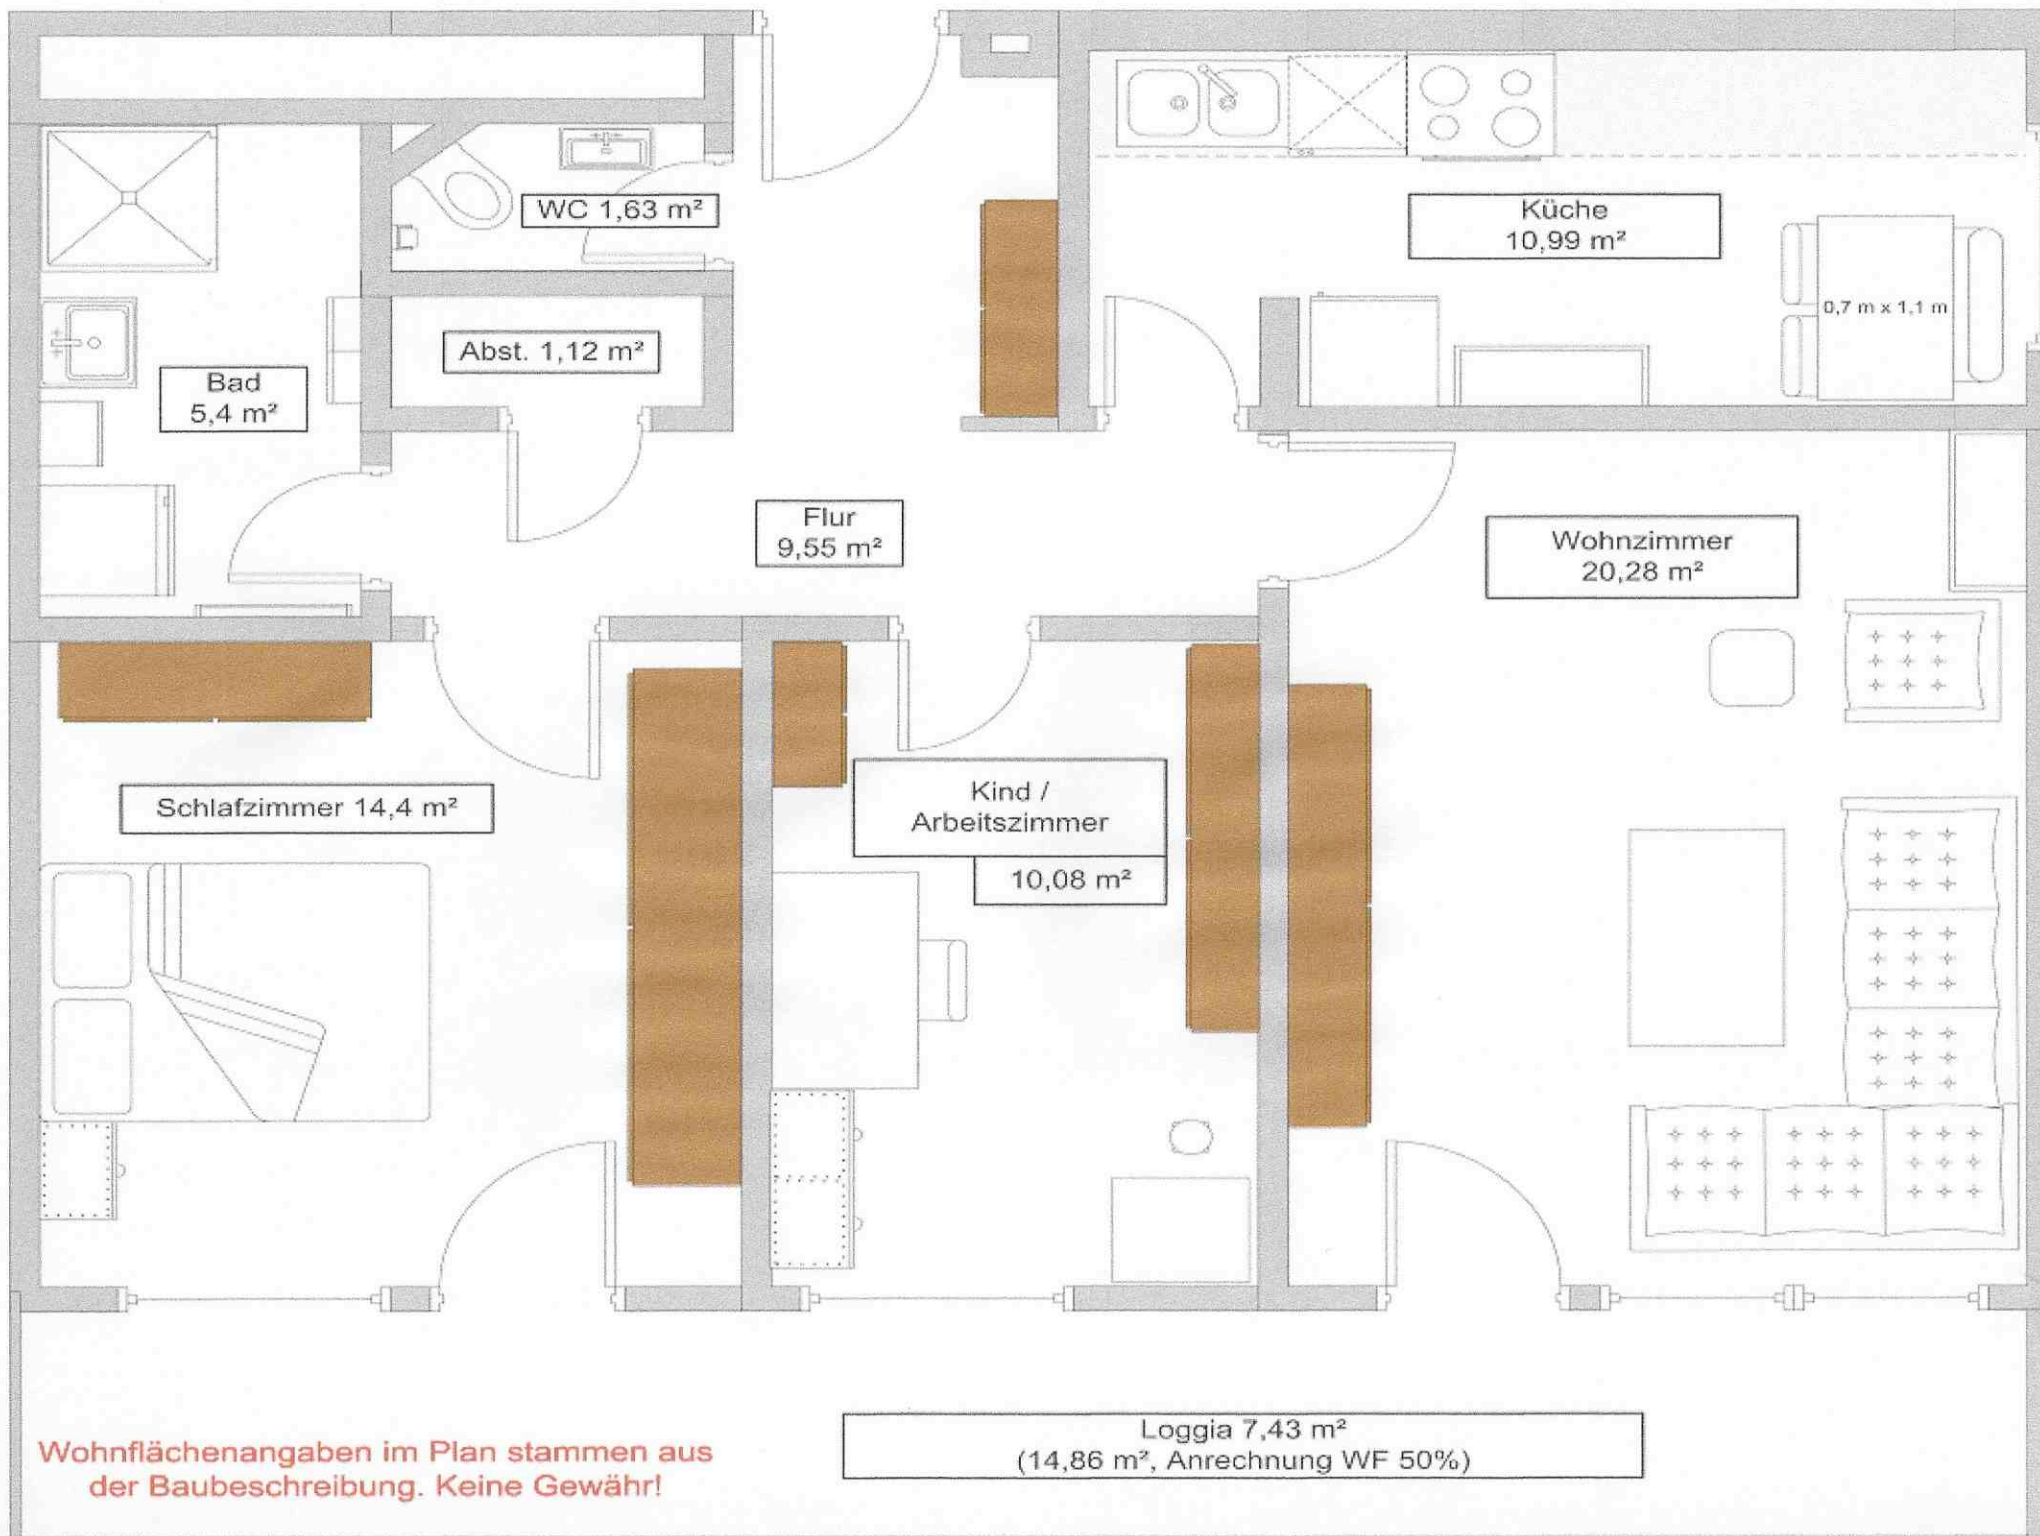 WC 1,63 m²
Küche
10,99 m²
0,7 m x 1,1 m
Abst. 1,12 m²
Bad
5,4 m²
Flur
9,55 m²
Wohnzimmer
20,28 m²
Schlafzimmer 14,4 m²
Kind /
Arbeitszimmer
10,08 m²
Loggia 7,43 m²
(14,86 m², Anrechnung WF 50%)
Wohnflächenangaben im Plan stammen aus
der Baubeschreibung. Keine Gewähr!